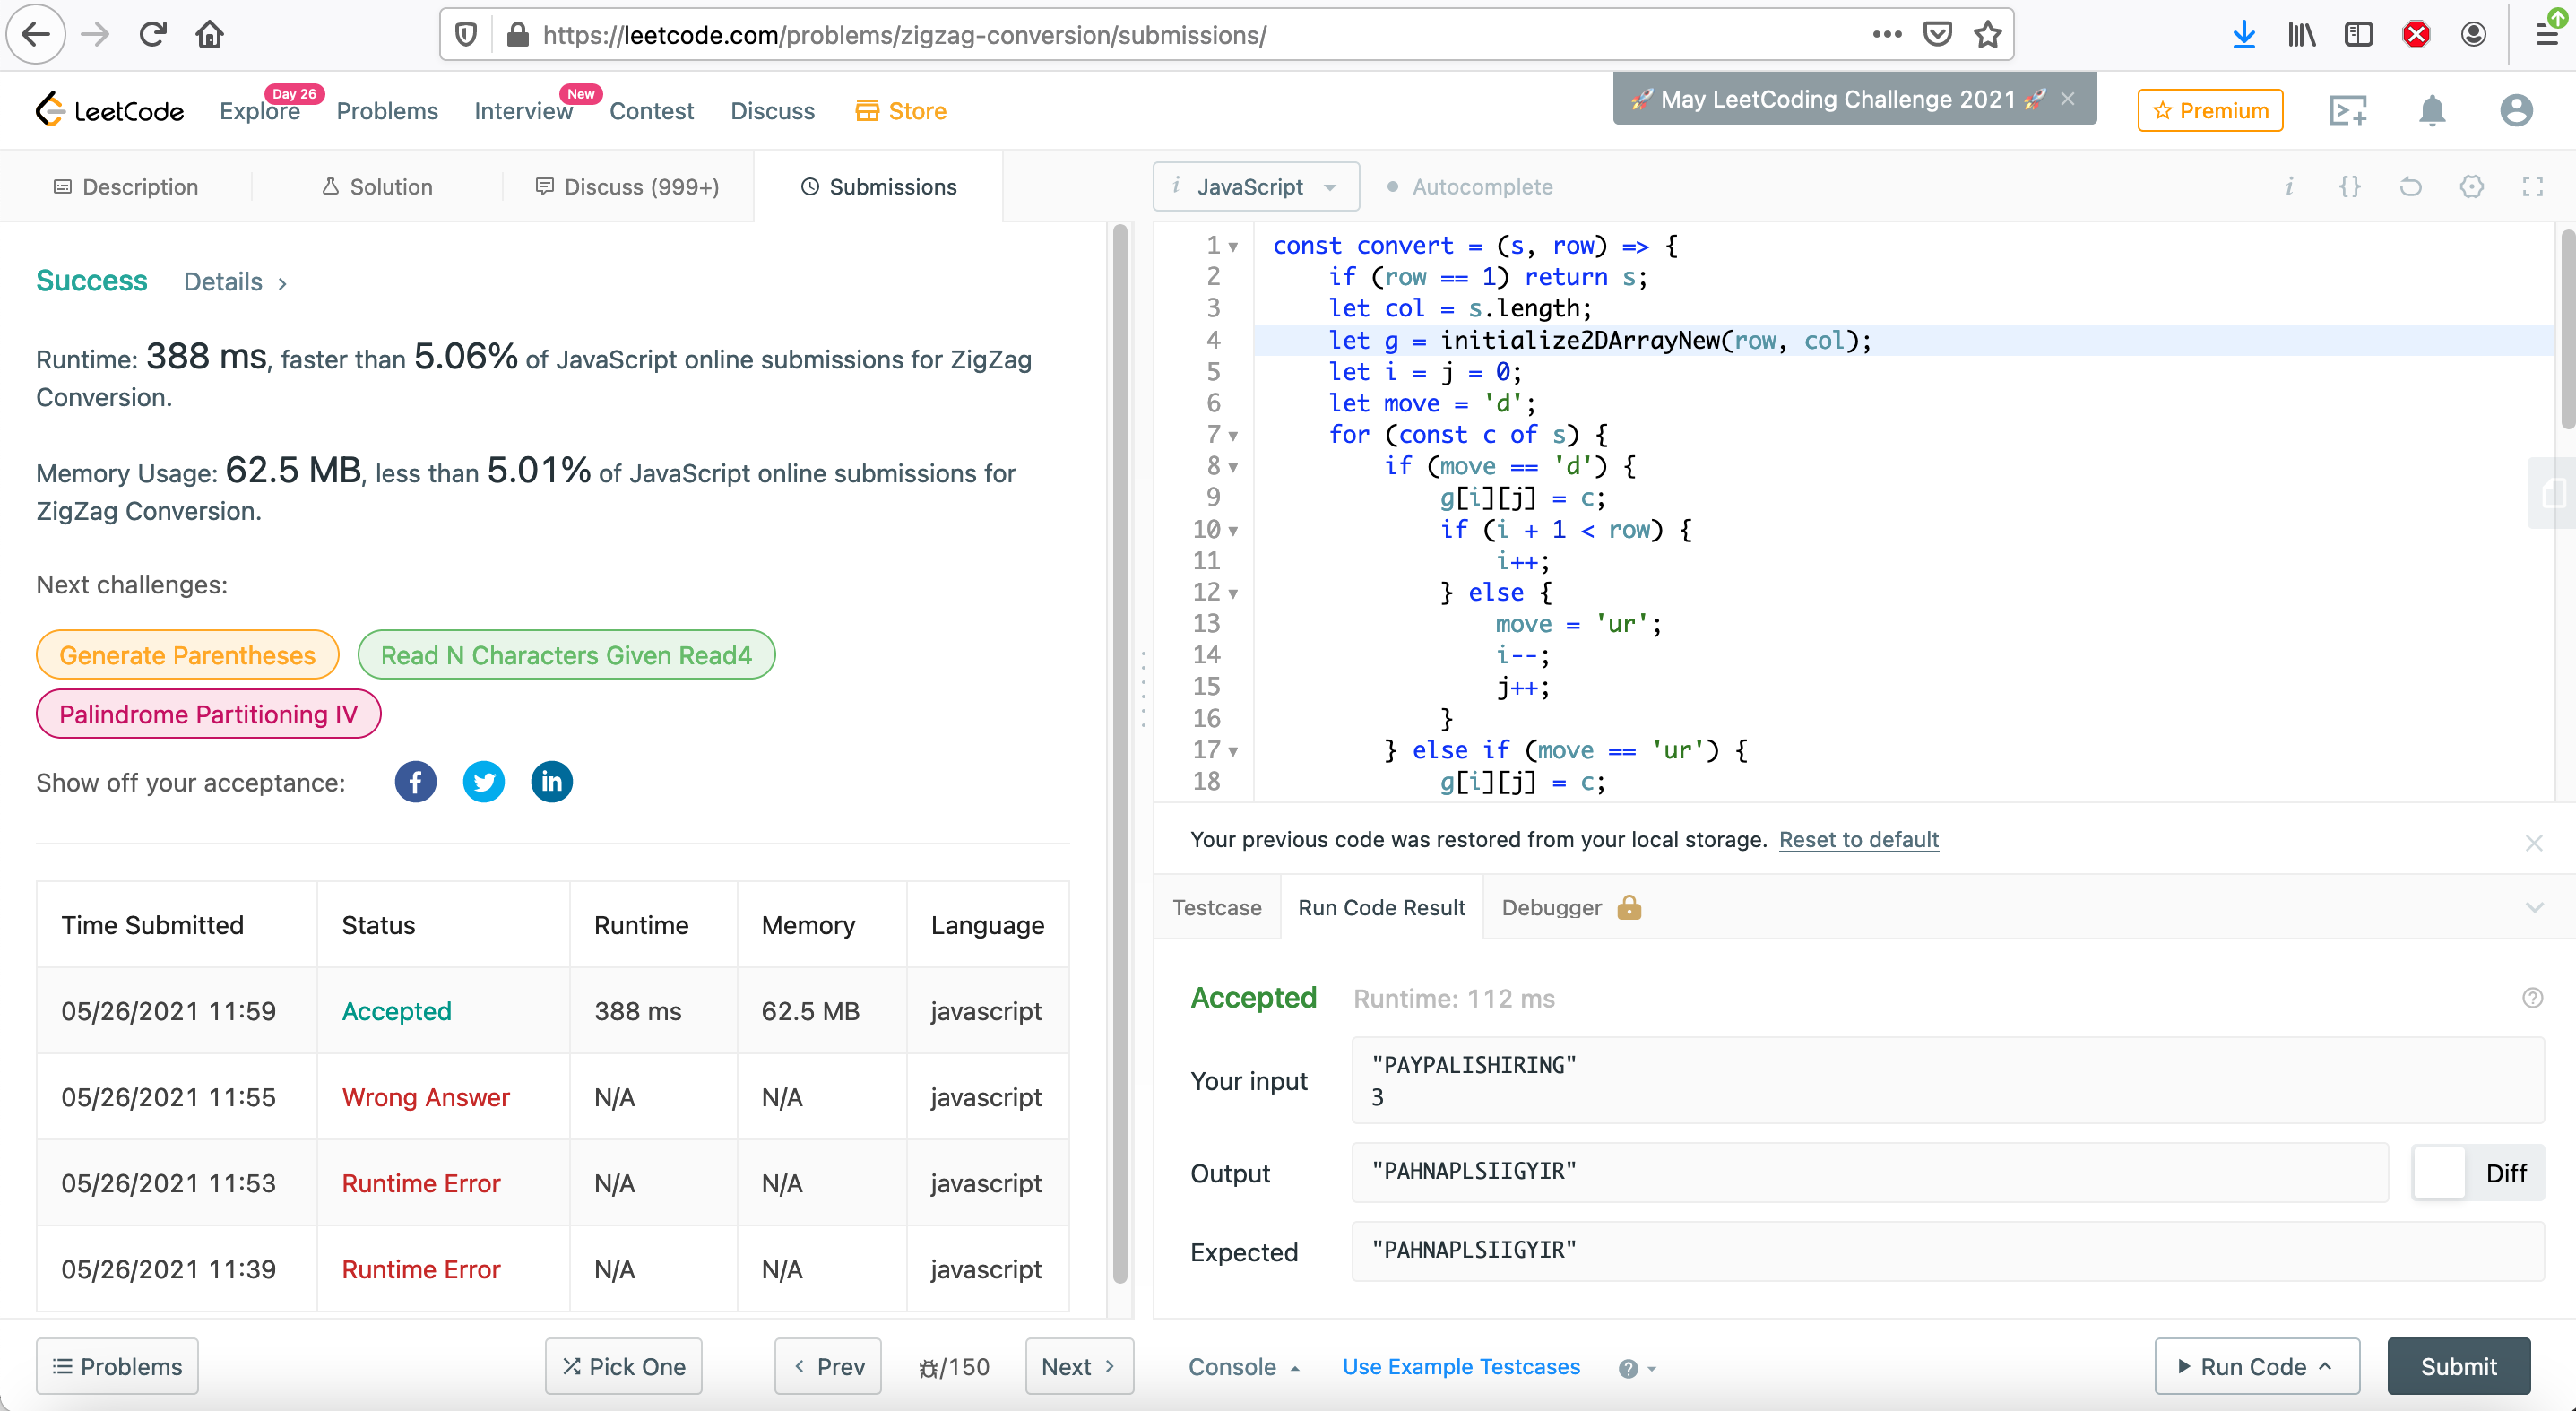 https://leetcode.com/problems/zigzag-conversion/submissions/
LeetCode
Explore
Day 26
Problems
Interview
New
Contest
Discuss
Store
🚀 May LeetCoding Challenge 2021 🚀
Premium
Description
Solution
Discuss (999+)
Submissions
i JavaScript
Autocomplete
Success
Details
Runtime: 388 ms, faster than 5.06% of JavaScript online submissions for ZigZag
Conversion.
Memory Usage: 62.5 MB, less than 5.01% of JavaScript online submissions for
ZigZag Conversion.
Next challenges:
Generate Parentheses
Read N Characters Given Read4
Palindrome Partitioning IV
Show off your acceptance:
Time Submitted Status Runtime Memory Language
05/26/2021 11:59 Accepted 388 ms 62.5 MB javascript
05/26/2021 11:55 Wrong Answer N/A N/A javascript
05/26/2021 11:53 Runtime Error N/A N/A javascript
05/26/2021 11:39 Runtime Error N/A N/A javascript
Problems
Pick One
Prev
/150
Next
1 const convert = (s, row) => {
2 if (row == 1) return s;
3 let col = s.length;
4 let g = initialize2DArrayNew(row, col);
5 let i = j = 0;
6 let move = 'd';
7 for (const c of s) {
8 if (move == 'd') {
9 g[i][j] = c;
10 if (i + 1 < row) {
11 i++;
12 } else {
13 move = 'ur';
14 i--;
15 j++;
16 }
17 } else if (move == 'ur') {
18 g[i][j] = c;
Your previous code was restored from your local storage. Reset to default
Testcase
Run Code Result
Debugger
Accepted
Runtime: 112 ms
Your input
"PAYPALISHIRING"
3
Output
"PAHNAPLSIIGYIR"
Diff
Expected
"PAHNAPLSIIGYIR"
Console
Use Example Testcases
Run Code
Submit